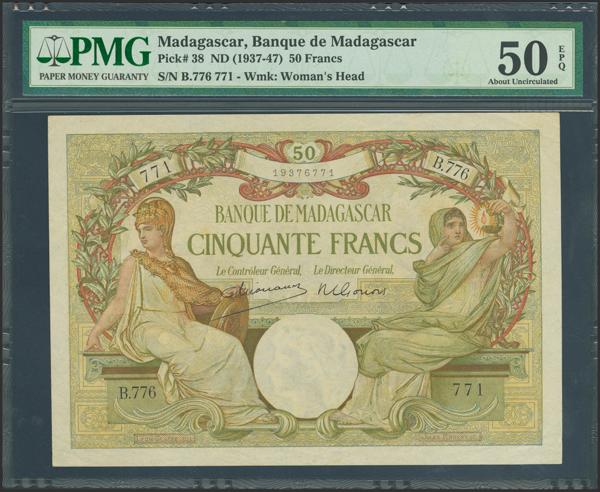 PMG
PAPER MONEY GUARANTY
Madagascar, Banque de Madagascar
Pick# 38 ND (1937-47) 50 Francs
S/N B.776 771 - Wmk: Woman's Head
50 EPQ
About Uncirculated
50
771
19376771
B.776
BANQUE DE MADAGASCAR
CINQUANTE FRANCS
Le Contrôleur Général, Le Directeur Général,
B.776
771